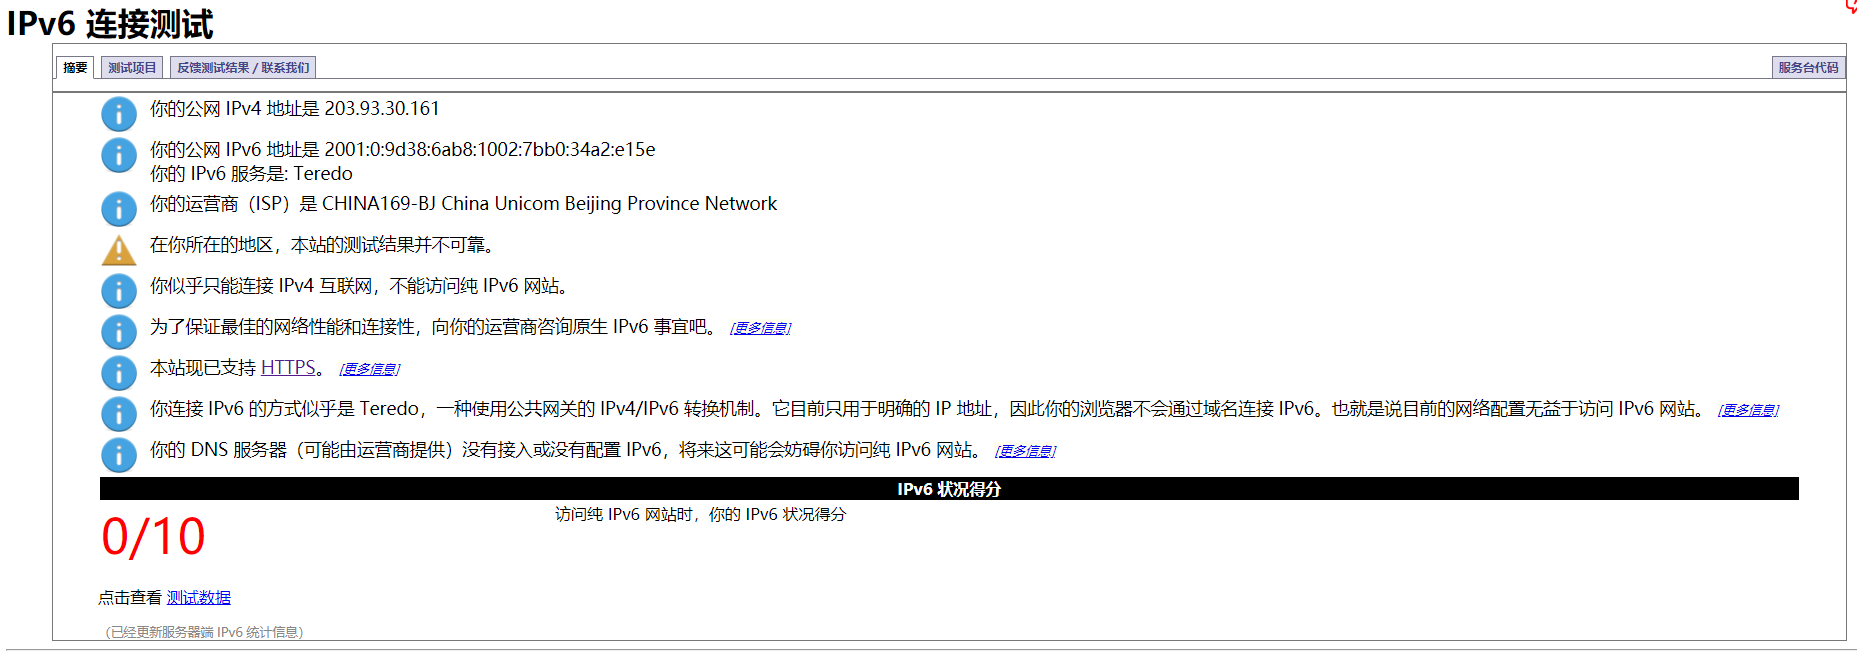 IPv6 连接测试
摘要 测试项目 反馈测试结果 / 联系我们 服务台代码
你的公网 IPv4 地址是 203.93.30.161
你的公网 IPv6 地址是 2001:0:9d38:6ab8:1002:7bb0:34a2:e15e
你的 IPv6 服务是: Teredo
你的运营商（ISP）是 CHINA169-BJ China Unicom Beijing Province Network
在你所在的地区，本站的测试结果并不可靠。
你似乎只能连接 IPv4 互联网，不能访问纯 IPv6 网站。
为了保证最佳的网络性能和连接性，向你的运营商咨询原生 IPv6 事宜吧。 [更多信息]
本站现已支持 HTTPS。 [更多信息]
你连接 IPv6 的方式似乎是 Teredo，一种使用公共网关的 IPv4/IPv6 转换机制。它目前只用于明确的 IP 地址，因此你的浏览器不会通过域名连接 IPv6。也就是说目前的网络配置无益于访问 IPv6 网站。 [更多信息]
你的 DNS 服务器（可能由运营商提供）没有接入或没有配置 IPv6，将来这可能会妨碍你访问纯 IPv6 网站。 [更多信息]
IPv6 状况得分
0/10 访问纯 IPv6 网站时，你的 IPv6 状况得分
点击查看 测试数据
（已经更新服务器端 IPv6 统计信息）